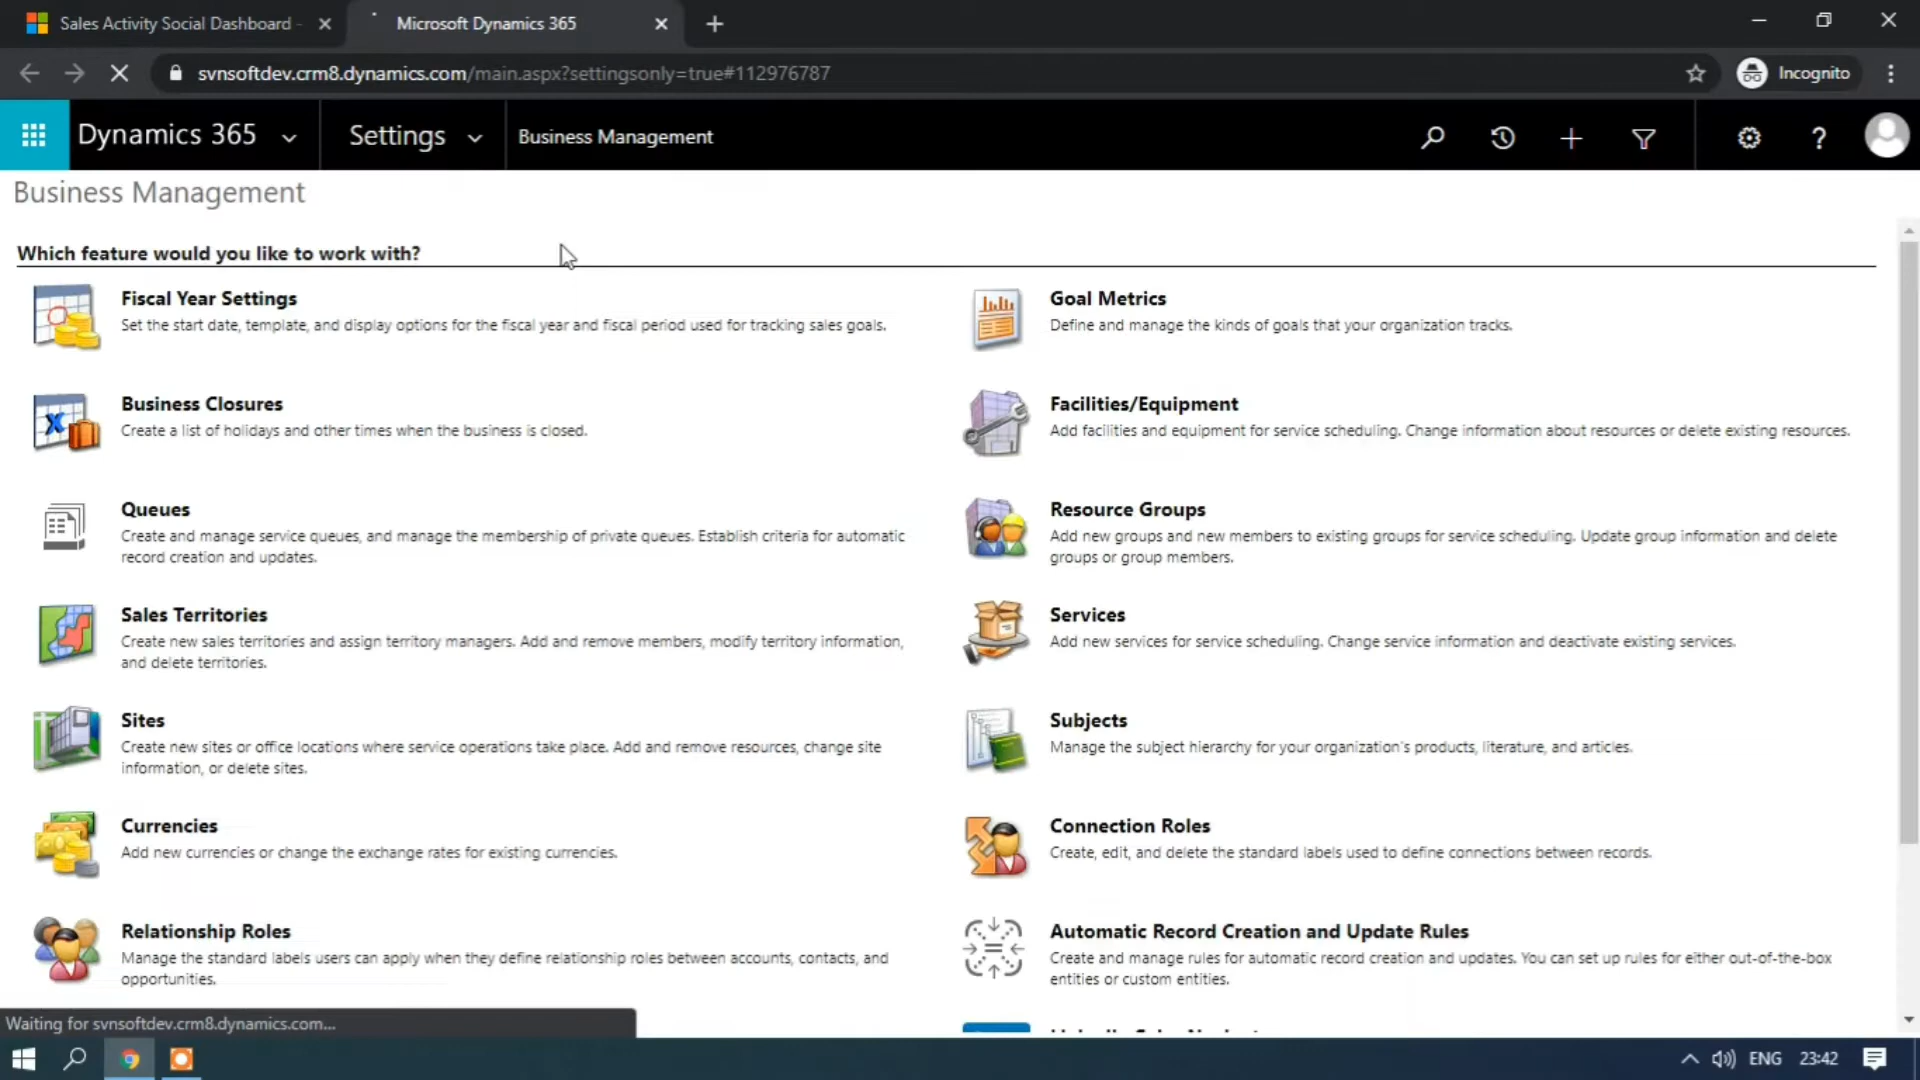 Sales Activity Social Dashboard -
Microsoft Dynamics 365
svnsoftdev.crm8.dynamics.com/main.aspx?settingsonly=true#112976787
Incognito
Dynamics 365
Settings
Business Management
Business Management
Which feature would you like to work with?
Fiscal Year Settings
Set the start date, template, and display options for the fiscal year and fiscal period used for tracking sales goals.
Goal Metrics
Define and manage the kinds of goals that your organization tracks.
Business Closures
Create a list of holidays and other times when the business is closed.
Facilities/Equipment
Add facilities and equipment for service scheduling. Change information about resources or delete existing resources.
Queues
Create and manage service queues, and manage the membership of private queues. Establish criteria for automatic
record creation and updates.
Resource Groups
Add new groups and new members to existing groups for service scheduling. Update group information and delete
groups or group members.
Sales Territories
Create new sales territories and assign territory managers. Add and remove members, modify territory information,
and delete territories.
Services
Add new services for service scheduling. Change service information and deactivate existing services.
Sites
Create new sites or office locations where service operations take place. Add and remove resources, change site
information, or delete sites.
Subjects
Manage the subject hierarchy for your organization's products, literature, and articles.
Currencies
Add new currencies or change the exchange rates for existing currencies.
Connection Roles
Create, edit, and delete the standard labels used to define connections between records.
Relationship Roles
Manage the standard labels users can apply when they define relationship roles between accounts, contacts, and
opportunities.
Automatic Record Creation and Update Rules
Create and manage rules for automatic record creation and updates. You can set up rules for either out-of-the-box
entities or custom entities.
Waiting for svnsoftdev.crm8.dynamics.com...
ENG
23:42